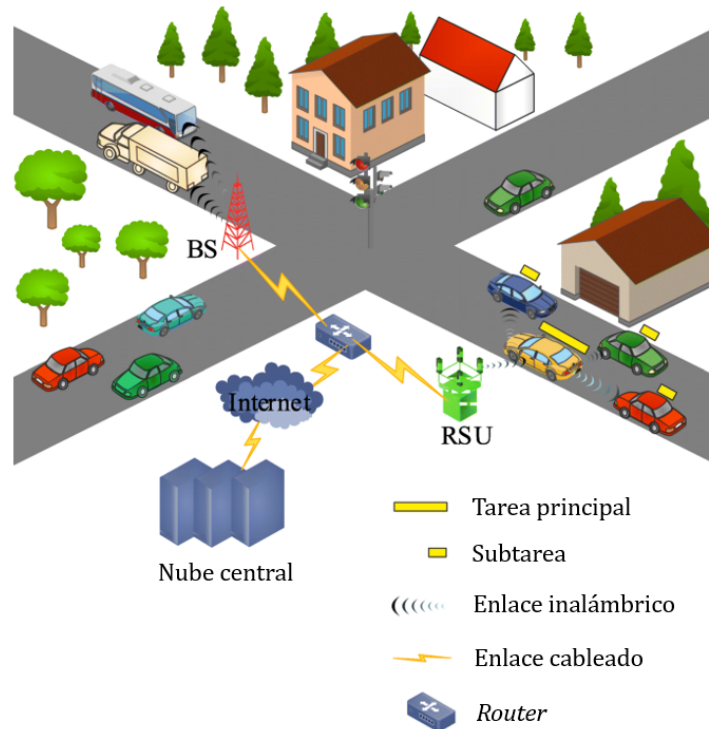 BS
Internet
RSU
Nube central
Tarea principal
Subtarea
Enlace inalámbrico
Enlace cableado
Router